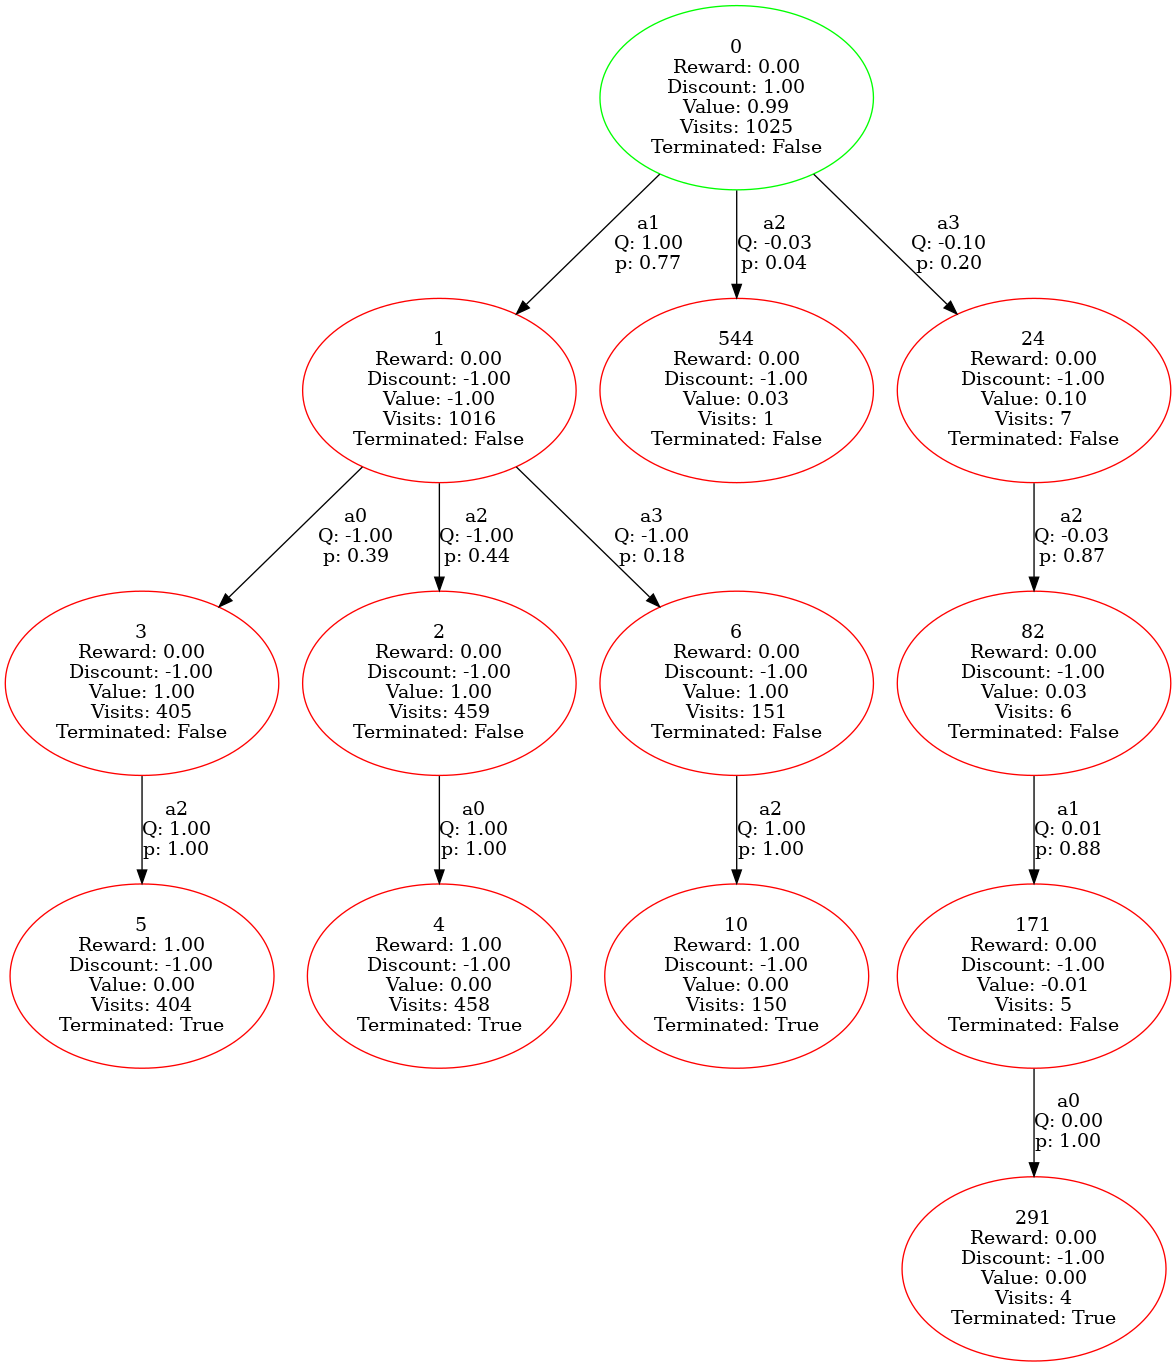 0
Reward: 0.00
Discount: 1.00
Value: 0.99
Visits: 1025
Terminated: False
a1
Q: 1.00
p: 0.77
a2
Q: -0.03
p: 0.04
a3
Q: -0.10
p: 0.20
1
Reward: 0.00
Discount: -1.00
Value: -1.00
Visits: 1016
Terminated: False
544
Reward: 0.00
Discount: -1.00
Value: 0.03
Visits: 1
Terminated: False
24
Reward: 0.00
Discount: -1.00
Value: 0.10
Visits: 7
Terminated: False
a0
Q: -1.00
p: 0.39
a2
Q: -1.00
p: 0.44
a3
Q: -1.00
p: 0.18
a2
Q: -0.03
p: 0.87
3
Reward: 0.00
Discount: -1.00
Value: 1.00
Visits: 405
Terminated: False
2
Reward: 0.00
Discount: -1.00
Value: 1.00
Visits: 459
Terminated: False
6
Reward: 0.00
Discount: -1.00
Value: 1.00
Visits: 151
Terminated: False
82
Reward: 0.00
Discount: -1.00
Value: 0.03
Visits: 6
Terminated: False
a2
Q: 1.00
p: 1.00
a0
Q: 1.00
p: 1.00
a2
Q: 1.00
p: 1.00
a1
Q: 0.01
p: 0.88
5
Reward: 1.00
Discount: -1.00
Value: 0.00
Visits: 404
Terminated: True
4
Reward: 1.00
Discount: -1.00
Value: 0.00
Visits: 458
Terminated: True
10
Reward: 1.00
Discount: -1.00
Value: 0.00
Visits: 150
Terminated: True
171
Reward: 0.00
Discount: -1.00
Value: -0.01
Visits: 5
Terminated: False
a0
Q: 0.00
p: 1.00
291
Reward: 0.00
Discount: -1.00
Value: 0.00
Visits: 4
Terminated: True